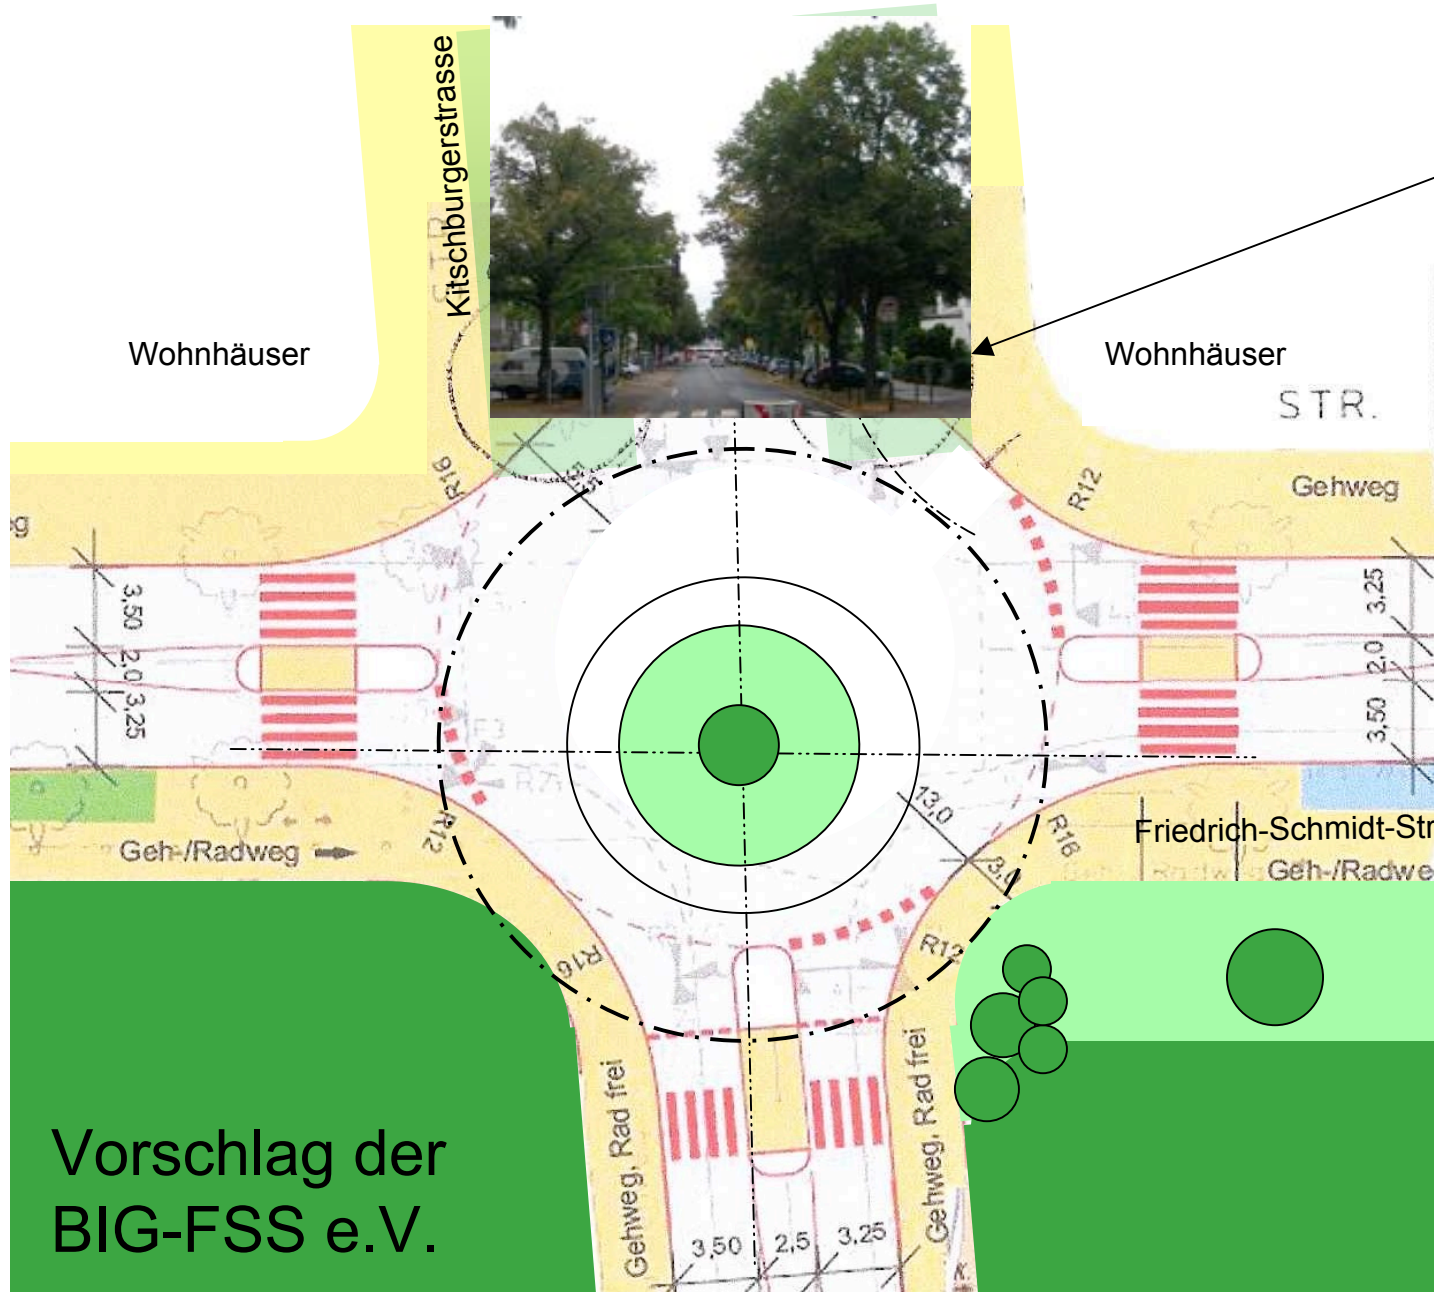 Kitschburgerstrasse
Wohnhäuser
Wohnhäuser
STR.
R16
R12
Gehweg
3,50
2,0
3,25
3,25
2,0
3,50
R12
13,0
3,0
R16
Friedrich-Schmidt-Str
Geh-/Radweg
Geh-/Radwe
R16
R12
Gehweg, Rad frei
Gehweg, Rad frei
Vorschlag der
BIG-FSS e.V.
3,50
2,5
3,25